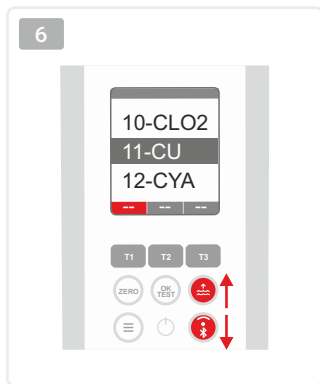 6
10-CLO2
11-CU
12-CYA
-- -- --
T1 T2 T3
ZERO OK TEST